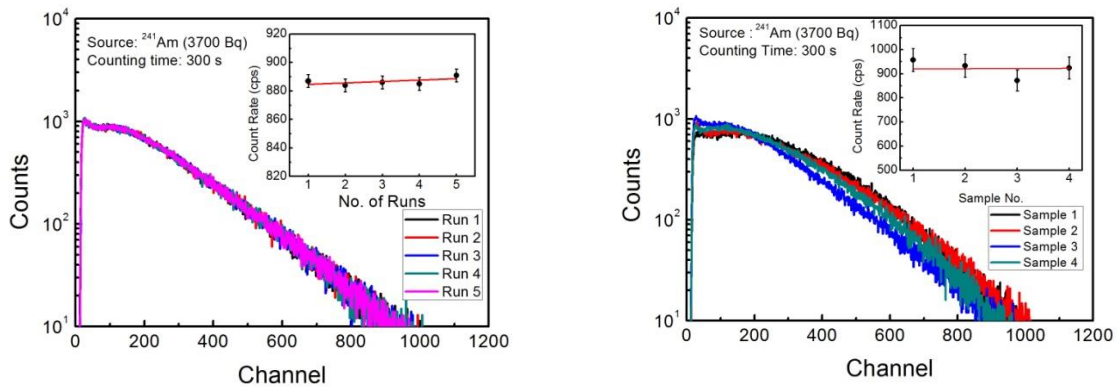 Source: ²⁴¹Am (3700 Bq)
Counting time: 300 s
Count Rate (cps)
920
900
880
860
840
820
1 2 3 4 5
No. of Runs
Run 1
Run 2
Run 3
Run 4
Run 5
Counts
10⁴
10³
10²
10¹
0 200 400 600 800 1000 1200
Channel
Source : ²⁴¹Am (3700 Bq)
Counting Time: 300 s
Count Rate (cps)
1100
1000
900
800
700
600
500
1 2 3 4
Sample No.
Sample 1
Sample 2
Sample 3
Sample 4
Counts
10⁴
10³
10²
10¹
0 200 400 600 800 1000 1200
Channel